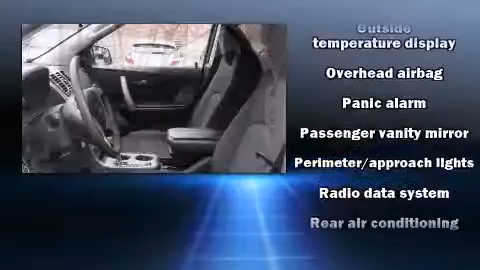 Outside
temperature display
Overhead airbag
Panic alarm
Passenger vanity mirror
Perimeter/approach lights
Radio data system
Rear air conditioning